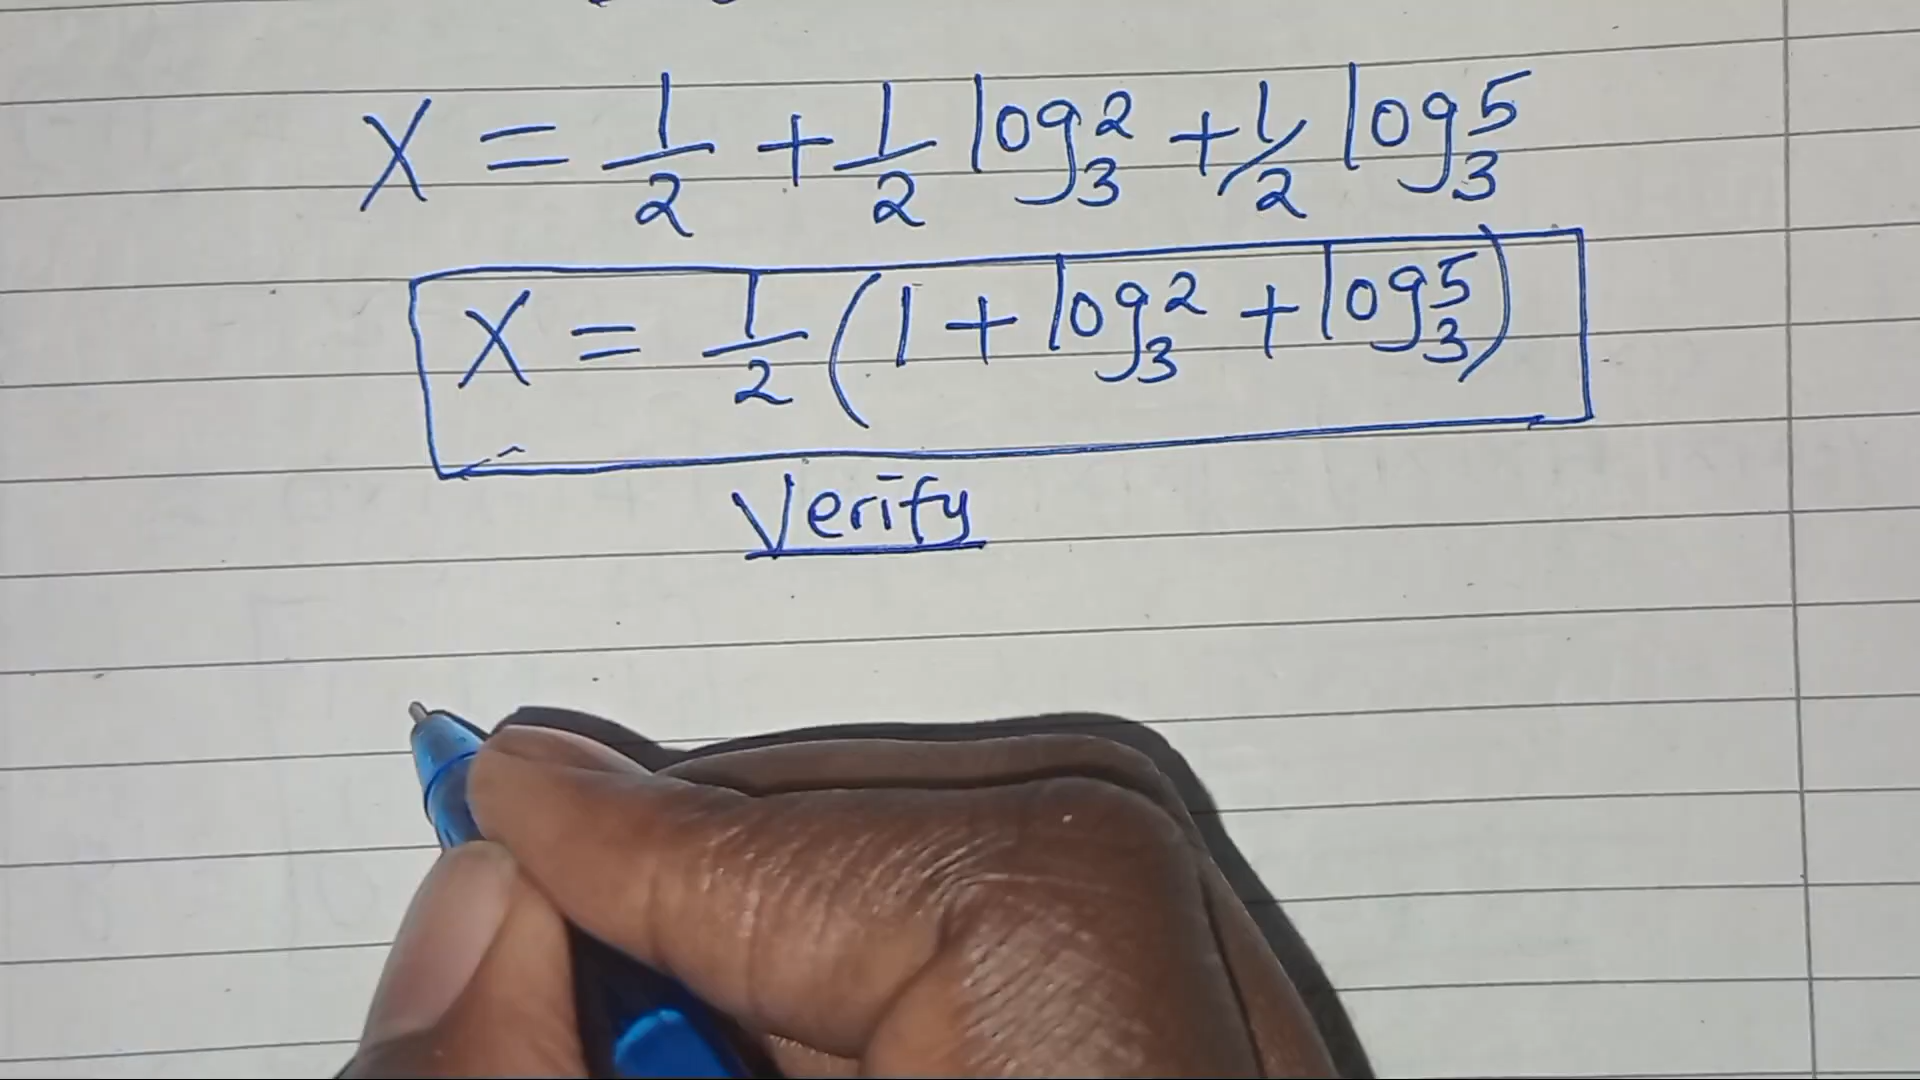 X = 1/2 + 1/2 log₃2 + 1/2 log₃5
X = 1/2 (1 + log₃2 + log₃5)
Verify